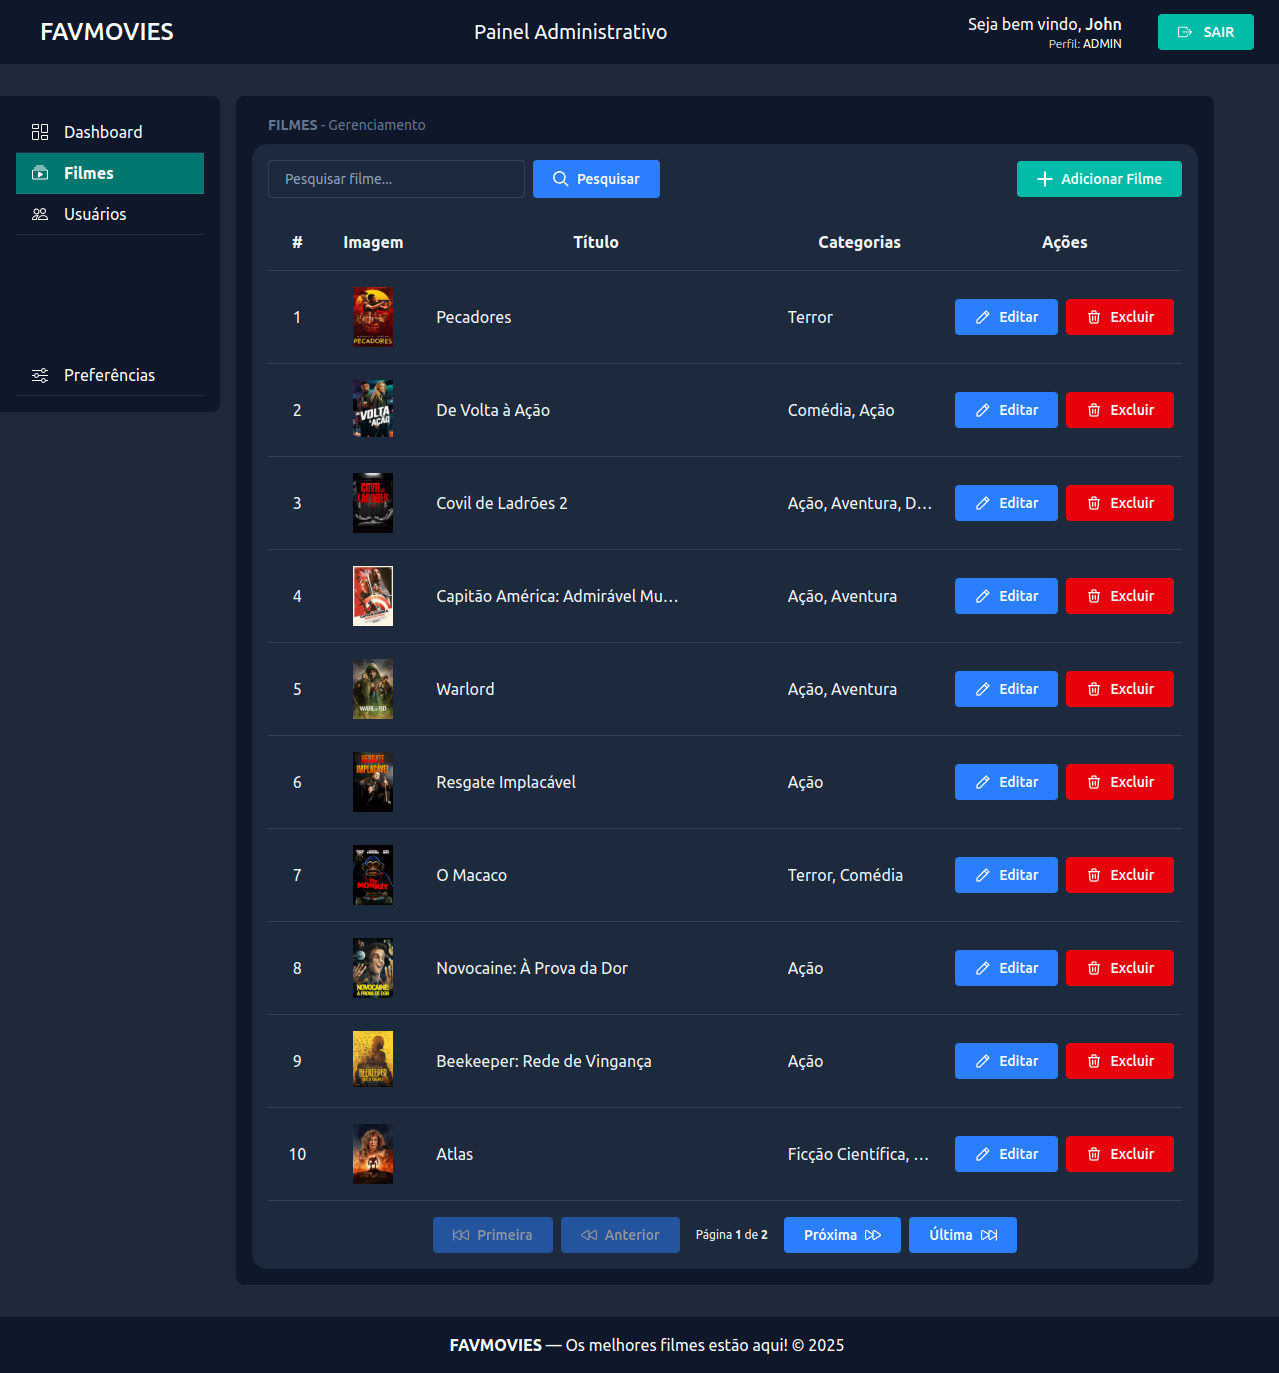 FAVMOVIES
Painel Administrativo
Seja bem vindo, John
Perfil: ADMIN
SAIR
Dashboard
Filmes
Usuários
Preferências
FILMES - Gerenciamento
Pesquisar filme...
Pesquisar
Adicionar Filme
# Imagem Título Categorias Ações
1 PECADORES Pecadores Terror Editar Excluir
2 VOLTA AÇÃO De Volta à Ação Comédia, Ação Editar Excluir
3 COVIL DE LADRÕES Covil de Ladrões 2 Ação, Aventura, D... Editar Excluir
4 Capitão América: Admirável Mu... Ação, Aventura Editar Excluir
5 WARLORD Warlord Ação, Aventura Editar Excluir
6 RESGATE IMPLACÁVEL Resgate Implacável Ação Editar Excluir
7 MONKEY O Macaco Terror, Comédia Editar Excluir
8 NOVOCAINE: À PROVA DE DOR Novocaine: À Prova da Dor Ação Editar Excluir
9 BEEKEEPER Beekeeper: Rede de Vingança Ação Editar Excluir
10 Atlas Ficção Científica, ... Editar Excluir
Primeira Anterior Página 1 de 2 Próxima Última
FAVMOVIES — Os melhores filmes estão aqui! © 2025